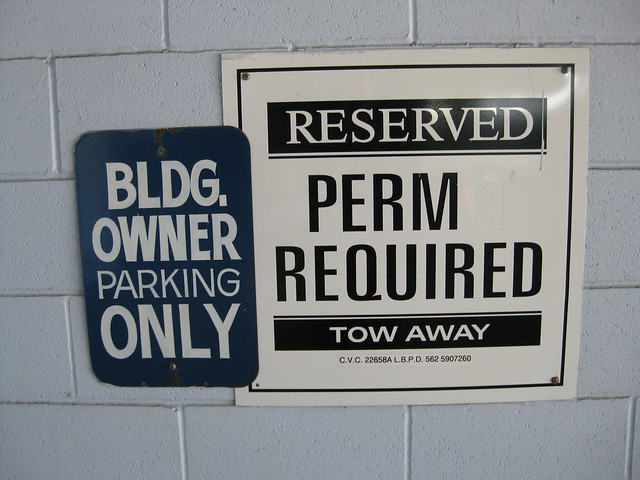 BLDG.
OWNER
PARKING
ONLY
RESERVED
PERM
REQUIRED
TOW AWAY
C.V.C. 22658A L.B.P.D. 562 5907260